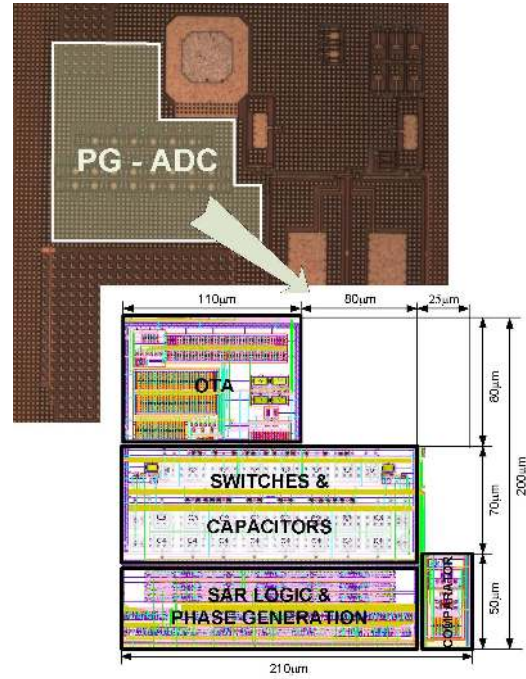 PG - ADC
110µm
80µm
25µm
OTA
80µm
200µm
SWITCHES &
CAPACITORS
70µm
SAR LOGIC &
PHASE GENERATION
COMPARATOR
50µm
210µm